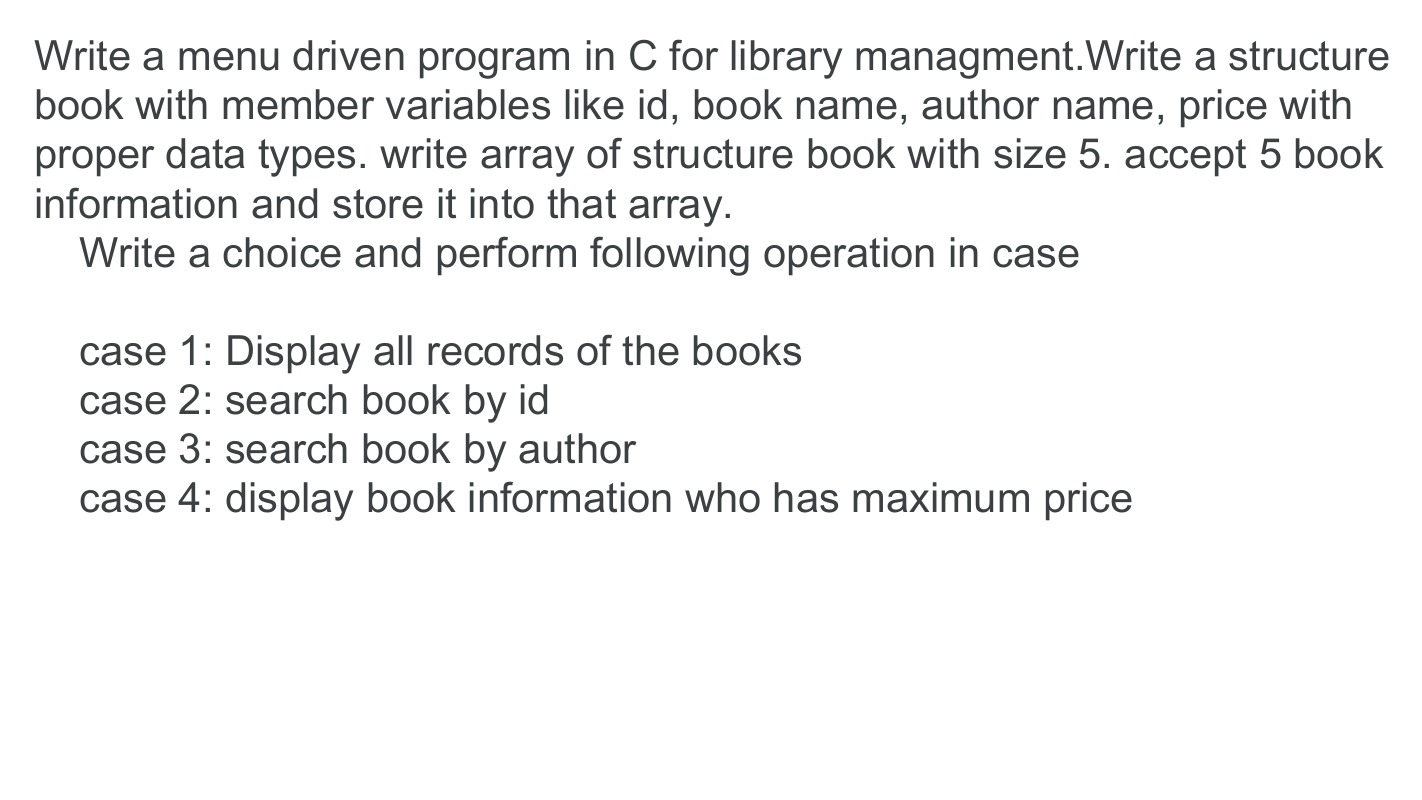 Write a menu driven program in C for library managment.Write a structure
book with member variables like id, book name, author name, price with
proper data types. write array of structure book with size 5. accept 5 book
information and store it into that array.
Write a choice and perform following operation in case
case 1: Display all records of the books
case 2: search book by id
case 3: search book by author
case 4: display book information who has maximum price